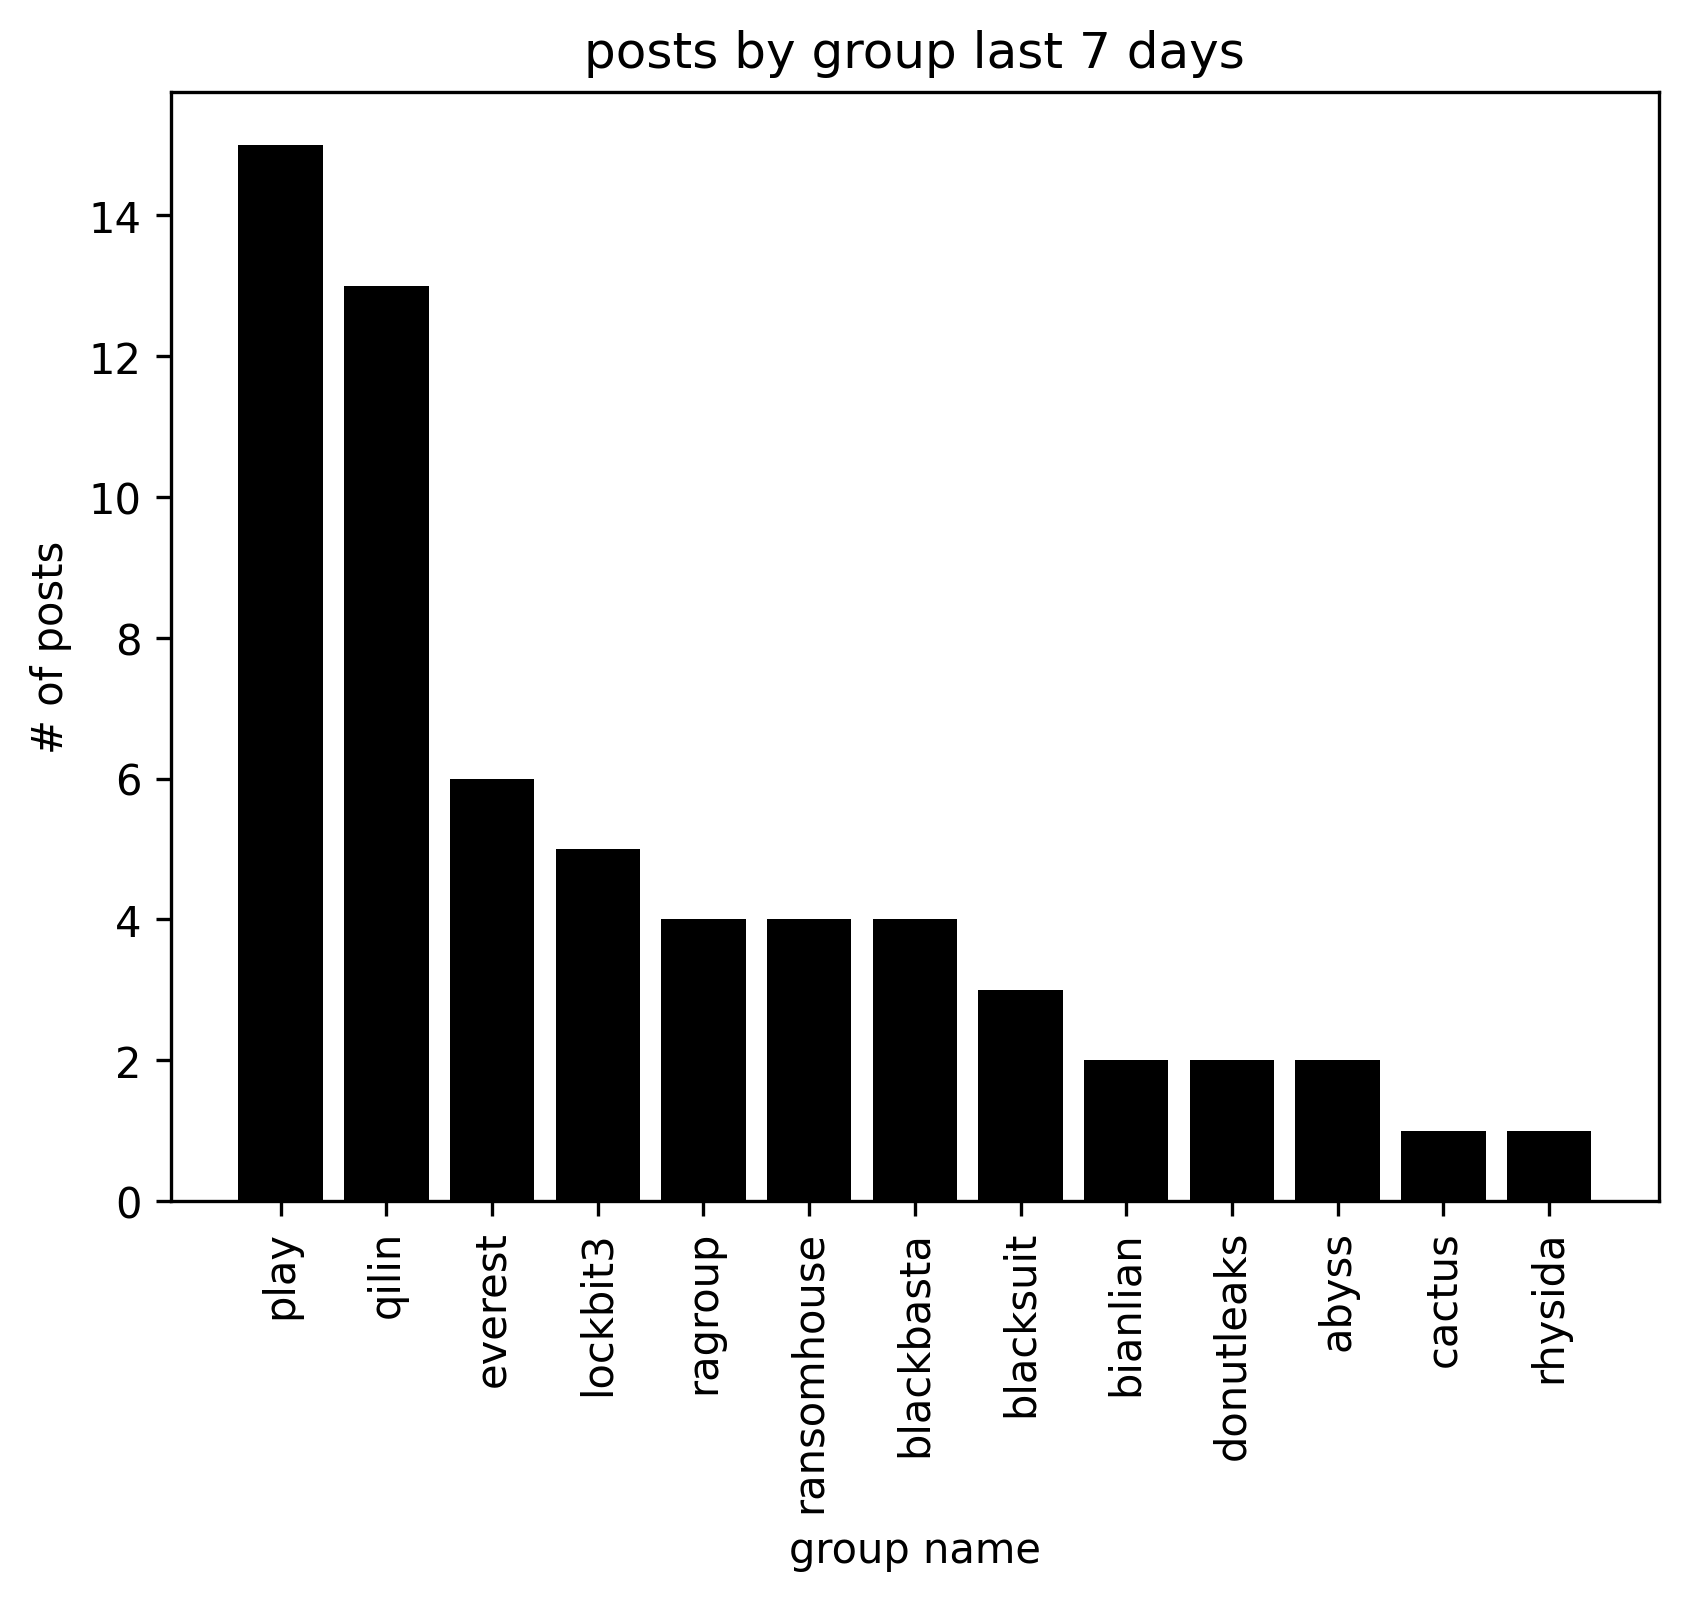 posts by group last 7 days
# of posts
14
12
10
8
6
4
2
0
play
qilin
everest
lockbit3
ragroup
ransomhouse
blackbasta
blacksuit
bianlian
donutleaks
abyss
cactus
rhysida
group name